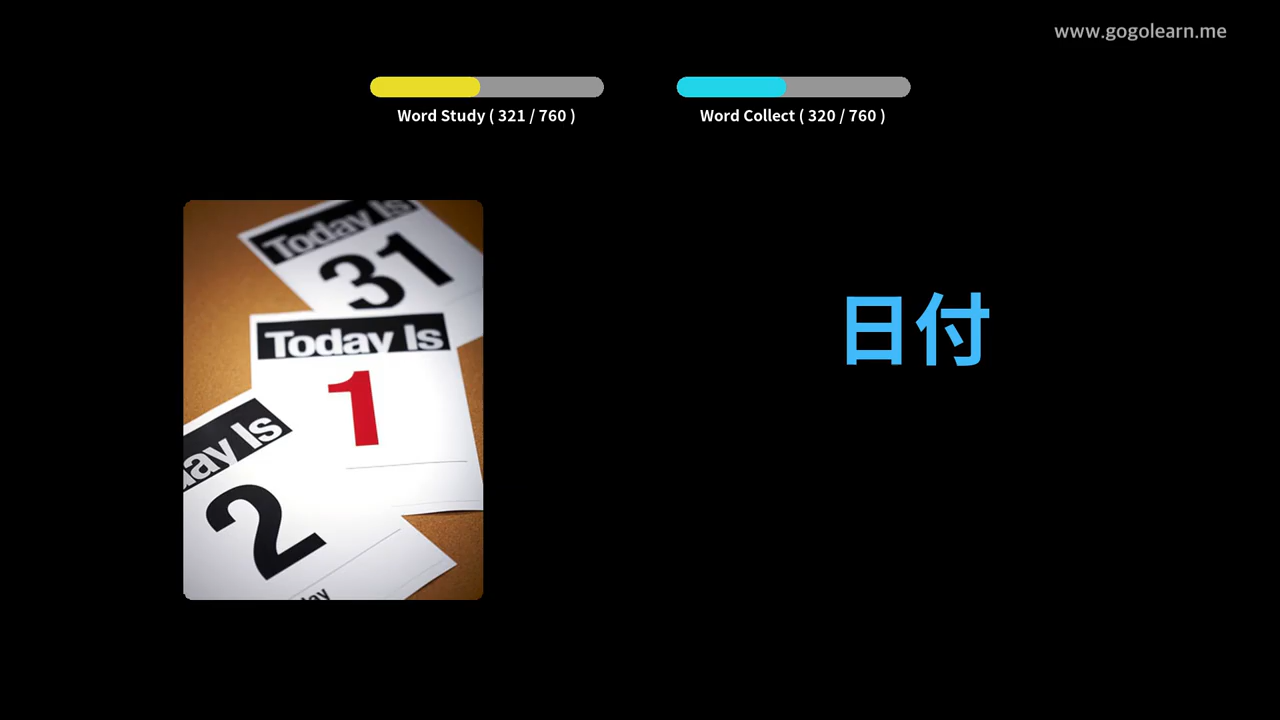 www.gogolearn.me
Word Study ( 321 / 760 )
Word Collect ( 320 / 760 )
Today Is
31
Today Is
1
ay Is
2
日付